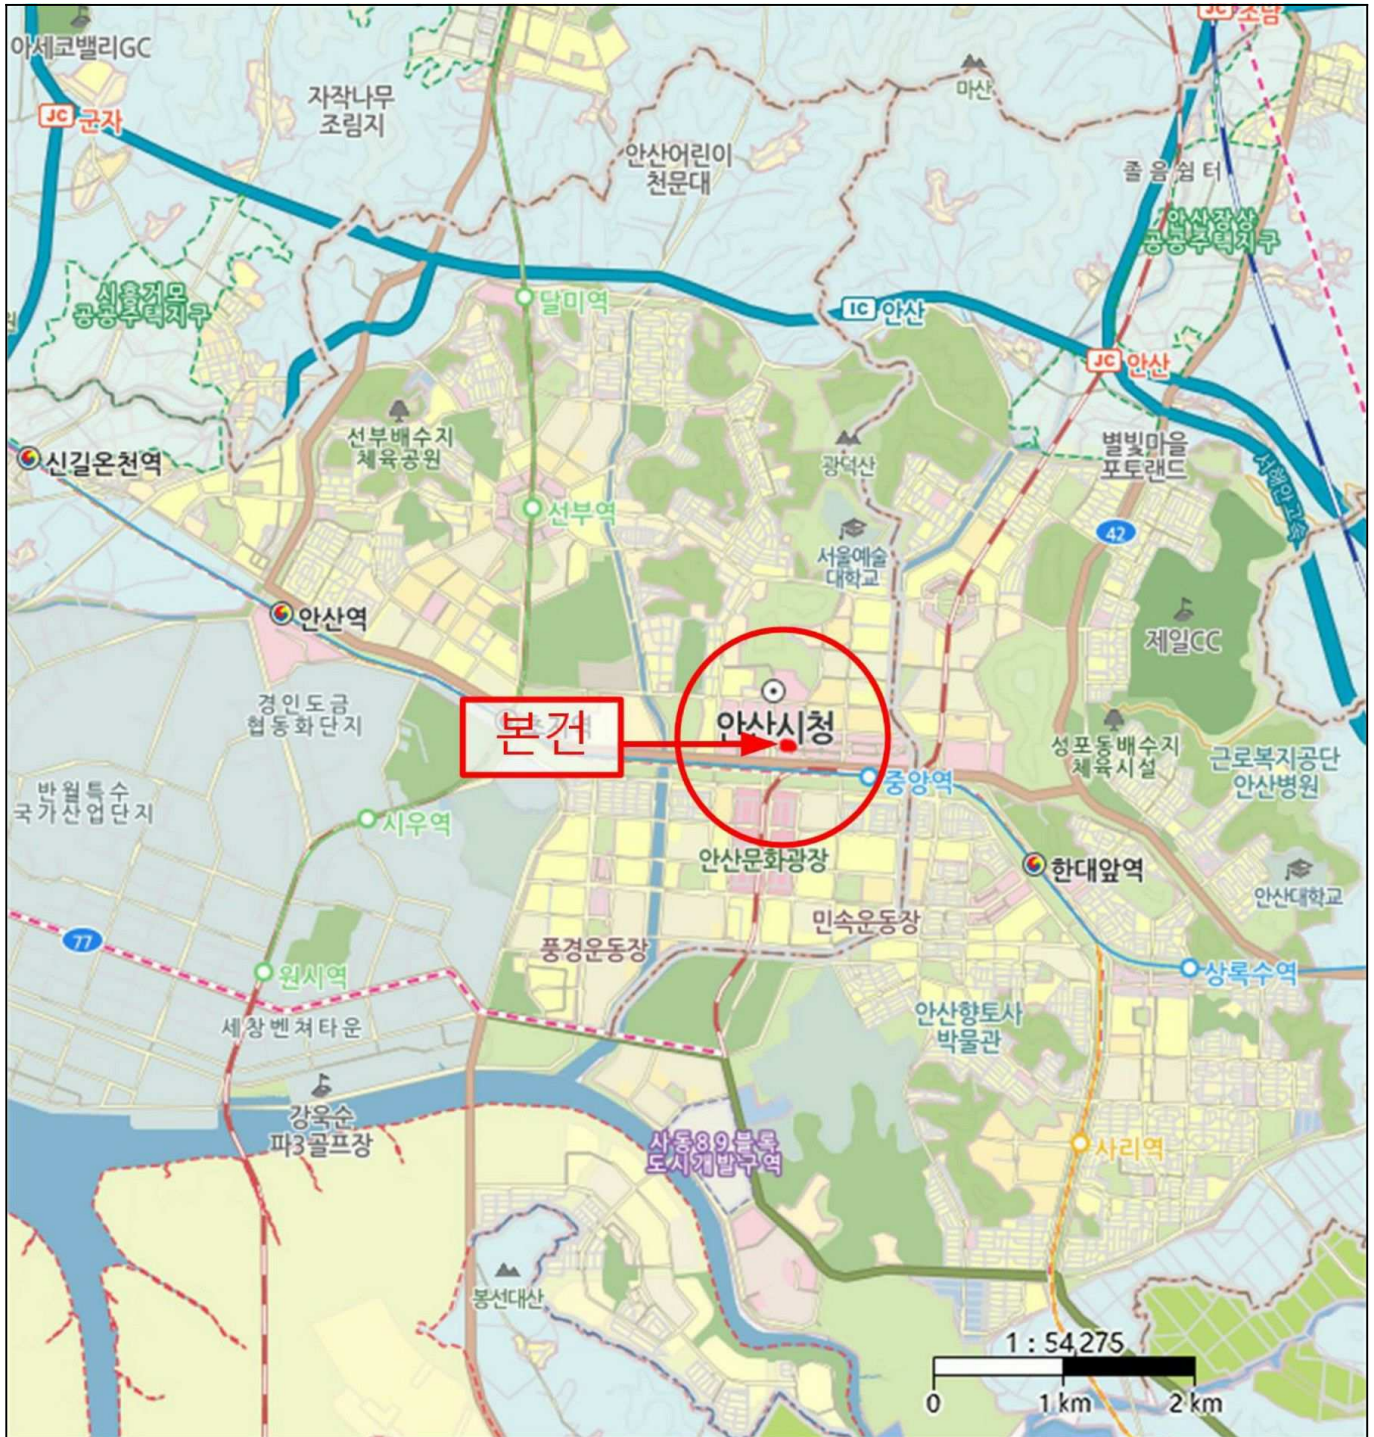 JC 조남
아세코밸리GC
마산
자작나무
조림지
JC 군자
안산어린이
천문대
졸음쉼터
안산장상
공공주택지구
시흥거모
공공주택지구
달미역
IC 안산
JC 안산
선부배수지
체육공원
광덕산
별빛마을
포토랜드
신길온천역
서해안고속
선부역
42
서울예술
대학교
안산역
제일CC
경인도금
협동화단지
본건
안산시청
성포동배수지
체육시설
근로복지공단
안산병원
중앙역
반월특수
국가산업단지
시우역
안산문화광장
한대앞역
안산대학교
77
민속운동장
풍경운동장
원시역
상록수역
세창벤쳐타운
안산향토사
박물관
강욱순
파3골프장
사동89블록
도시개발구역
사리역
봉선대산
1 : 54,275
0 1 km 2 km